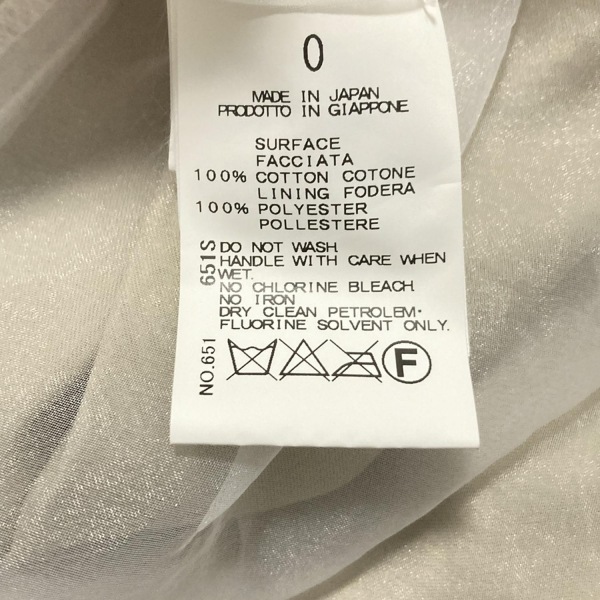 0
MADE IN JAPAN
PRODOTTO IN GIAPPONE
SURFACE
FACCIATA
100% COTTON COTONE
LINING FODERA
100% POLYESTER
POLLESTERE
651S
DO NOT WASH
HANDLE WITH CARE WHEN
WET.
NO CHLORINE BLEACH
NO IRON
DRY CLEAN PETROLEM·
FLUORINE SOLVENT ONLY.
NO.651
F